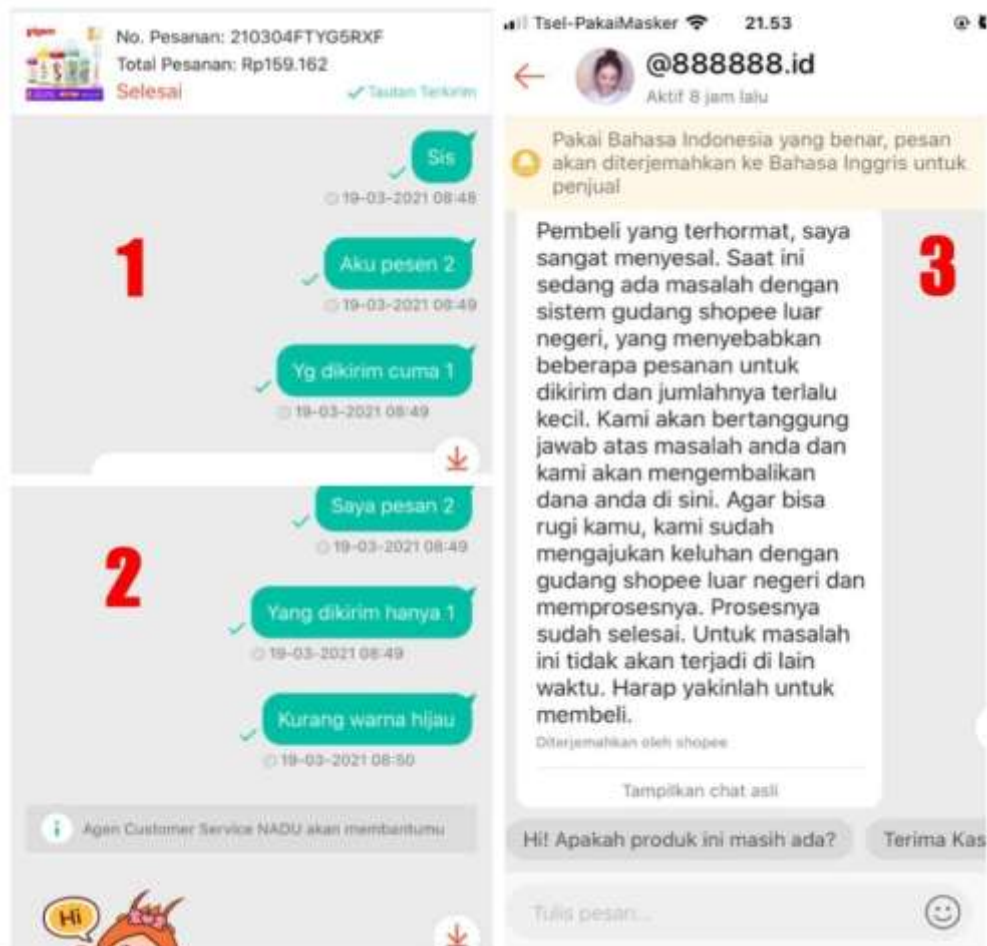 No. Pesanan: 210304FTYG5RXF
Total Pesanan: Rp159.162
Selesai
Tautan Terkirim
Sis
19-03-2021 08:48
1
Aku pesen 2
19-03-2021 08:49
Yg dikirim cuma 1
19-03-2021 08:49
2
Saya pesan 2
19-03-2021 08:49
Yang dikirim hanya 1
19-03-2021 08:49
Kurang warna hijau
19-03-2021 08:50
Agen Customer Service NADU akan membantumu
Hi
Tsel-PakaiMasker
21.53
@888888.id
Aktif 8 jam lalu
Pakai Bahasa Indonesia yang benar, pesan
akan diterjemahkan ke Bahasa Inggris untuk
penjual
3
Pembeli yang terhormat, saya
sangat menyesal. Saat ini
sedang ada masalah dengan
sistem gudang shopee luar
negeri, yang menyebabkan
beberapa pesanan untuk
dikirim dan jumlahnya terlalu
kecil. Kami akan bertanggung
jawab atas masalah anda dan
kami akan mengembalikan
dana anda di sini. Agar bisa
rugi kamu, kami sudah
mengajukan keluhan dengan
gudang shopee luar negeri dan
memprosesnya. Prosesnya
sudah selesai. Untuk masalah
ini tidak akan terjadi di lain
waktu. Harap yakinlah untuk
membeli.
Diterjemahkan oleh shopee
Tampilkan chat asli
Hi! Apakah produk ini masih ada?
Terima Kas
Tulis pesan...